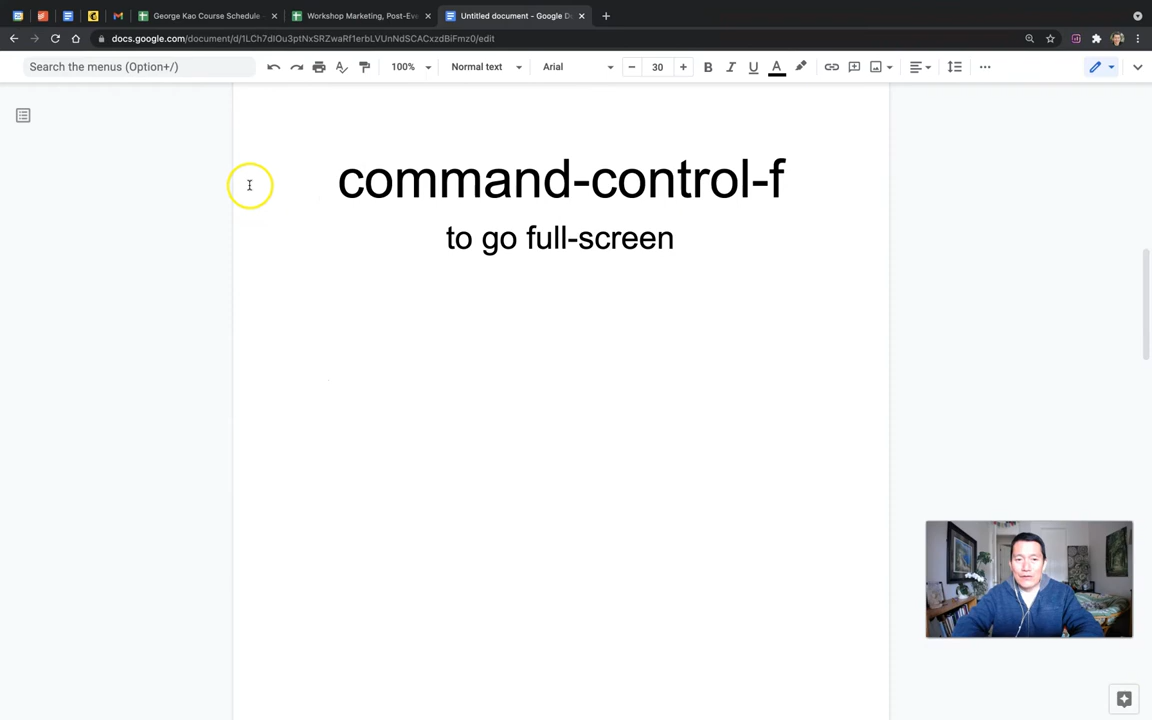 George Kao Course Schedule
Workshop Marketing, Post-Eve
Untitled document - Google Do
docs.google.com/document/d/1LCh7dIOu3ptNxSRZwaRf1erbLVUnNdSCACxzdBiFmz0/edit
Search the menus (Option+/)
100%
Normal text
Arial
30
B
I
U
A
command-control-f
to go full-screen